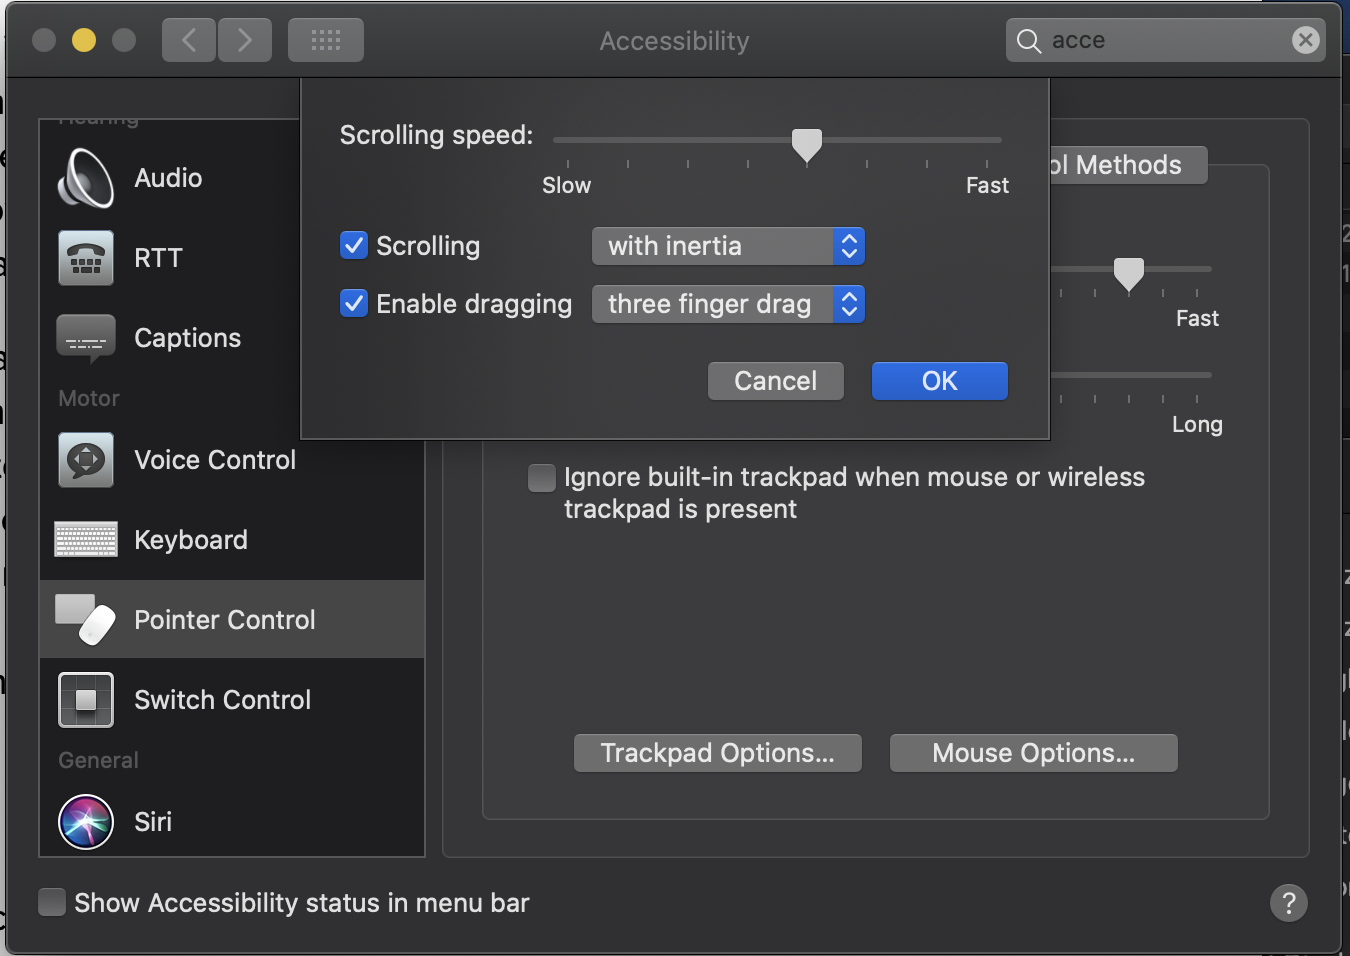 Accessibility
acce
Hearing
Audio
RTT
Captions
Motor
Voice Control
Keyboard
Pointer Control
Switch Control
General
Siri
Scrolling speed:
Slow
Fast
Scrolling
with inertia
Enable dragging
three finger drag
Cancel
OK
Methods
Fast
Long
Ignore built-in trackpad when mouse or wireless
trackpad is present
Trackpad Options...
Mouse Options...
Show Accessibility status in menu bar
?